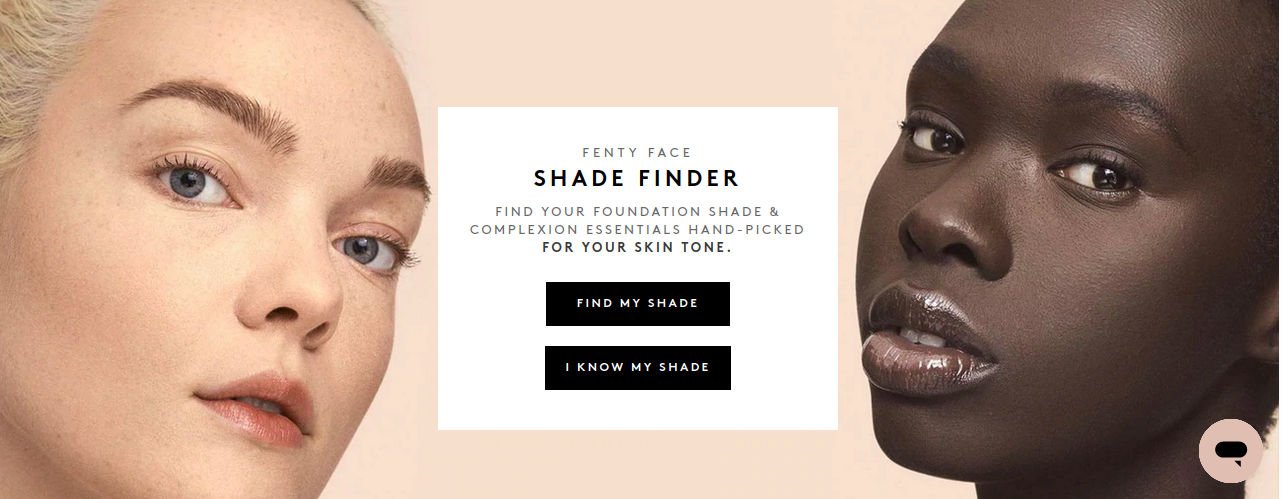 FENTY FACE
SHADE FINDER
FIND YOUR FOUNDATION SHADE &
COMPLEXION ESSENTIALS HAND-PICKED
FOR YOUR SKIN TONE.
FIND MY SHADE
I KNOW MY SHADE